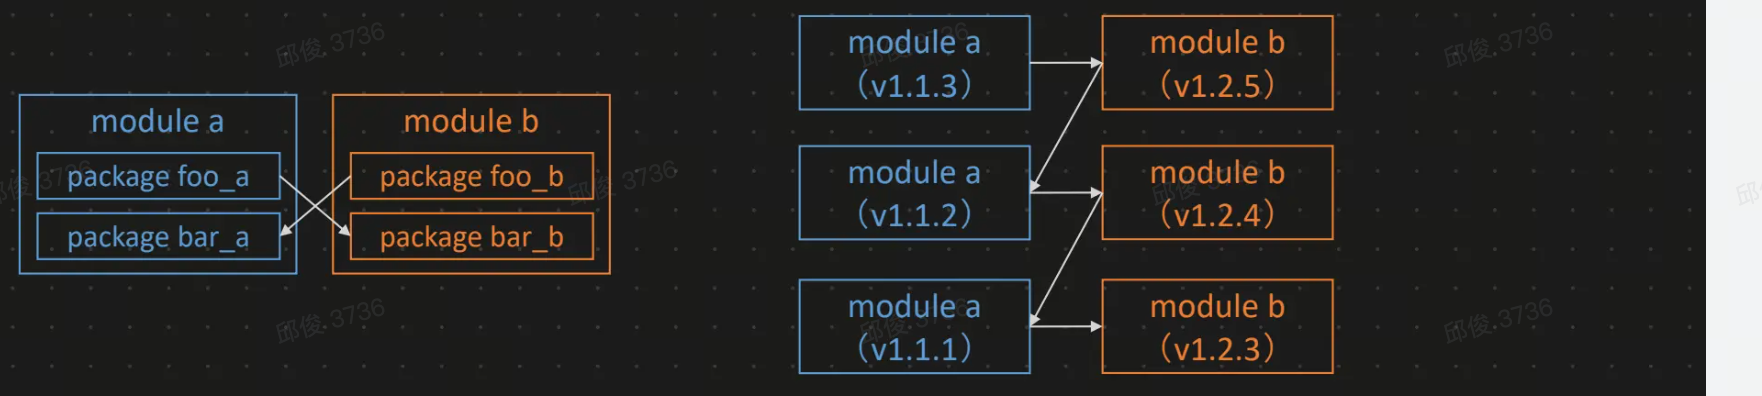 module a
package foo_a
package bar_a
module b
package foo_b
package bar_b
module a
（v1.1.3）
module b
（v1.2.5）
module a
（v1.1.2）
module b
（v1.2.4）
module a
（v1.1.1）
module b
（v1.2.3）
邱俊 3736
邱俊 3736
邱俊 3736
邱俊 3736
邱俊 3736